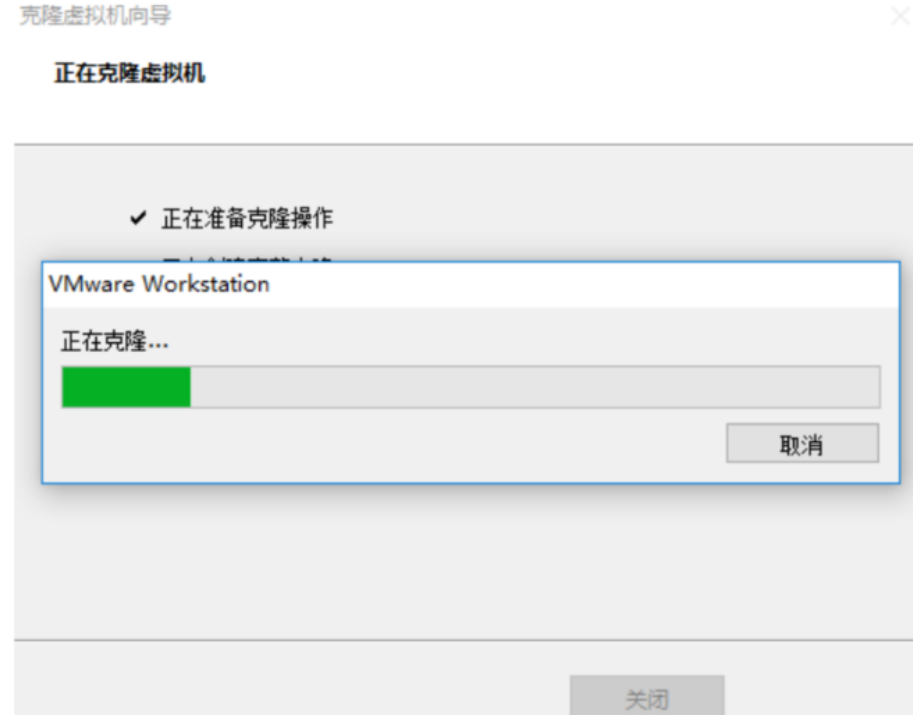 克隆虚拟机向导
正在克隆虚拟机
✔ 正在准备克隆操作
VMware Workstation
正在克隆...
取消
关闭